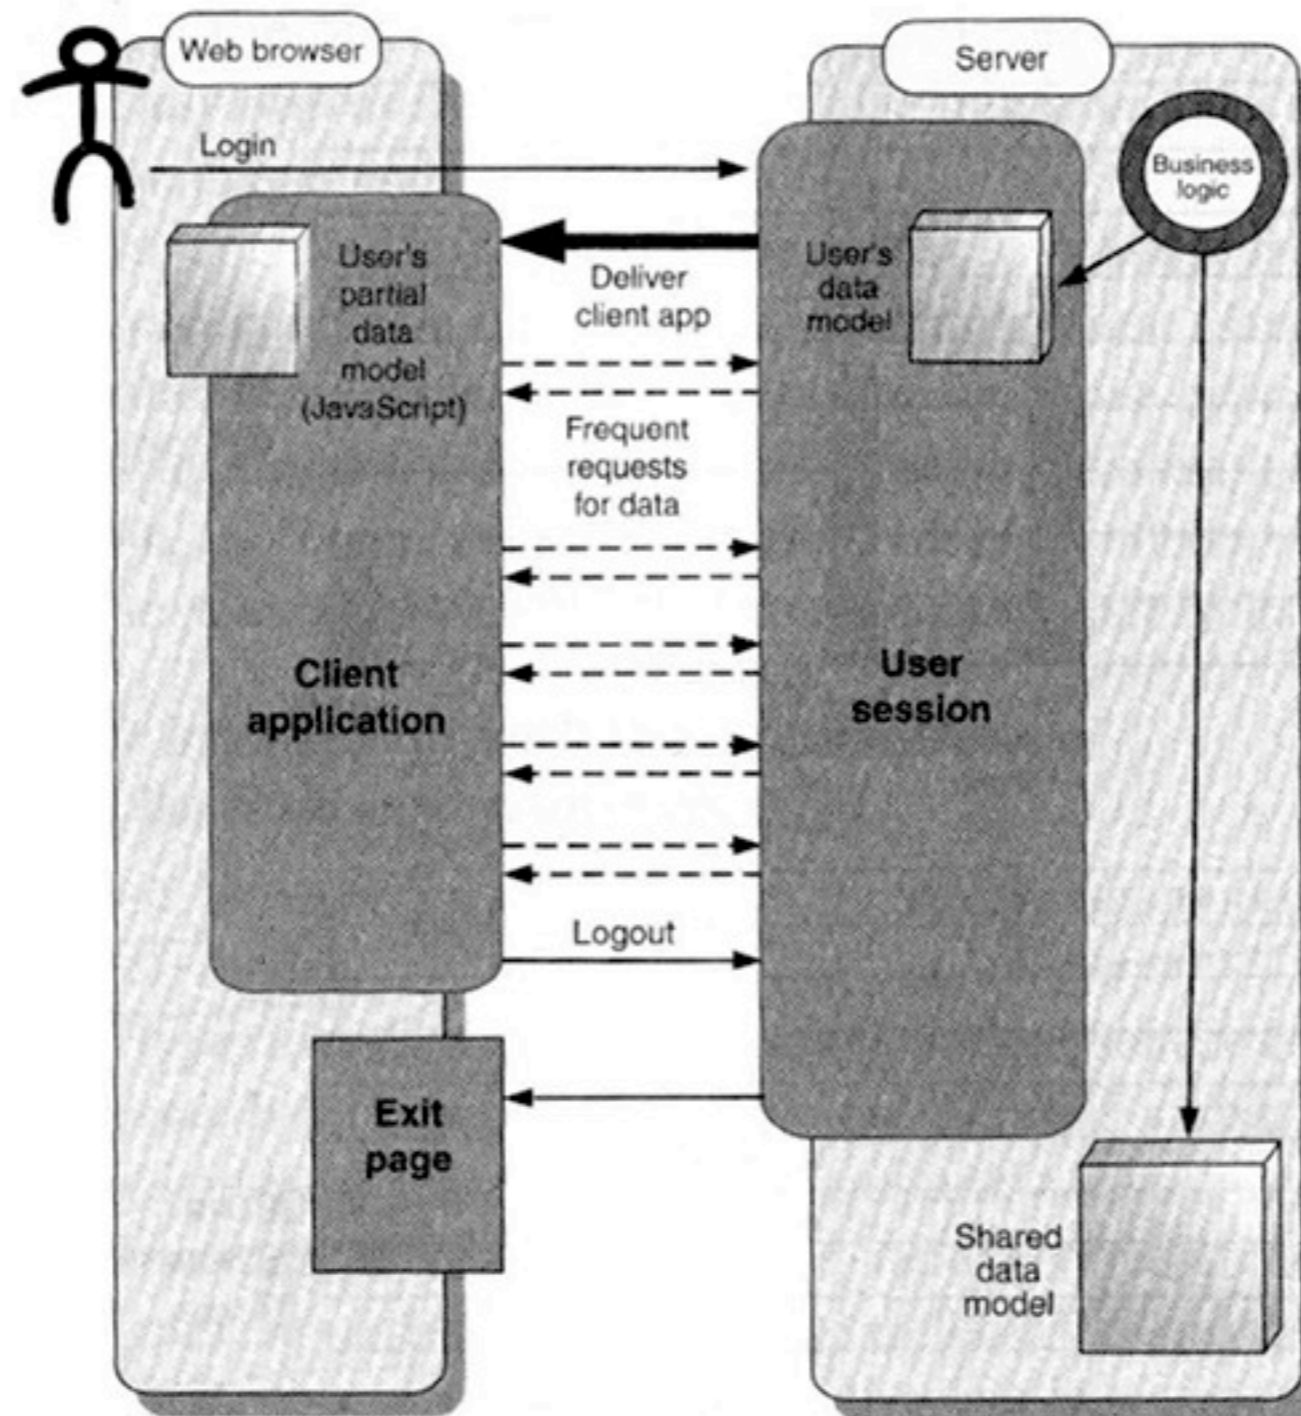 Web browser
Server
Login
Business
logic
User's
partial
data
model
(JavaScript)
Deliver
client app
User's
data
model
Frequent
requests
for data
Client
application
User
session
Logout
Exit
page
Shared
data
model